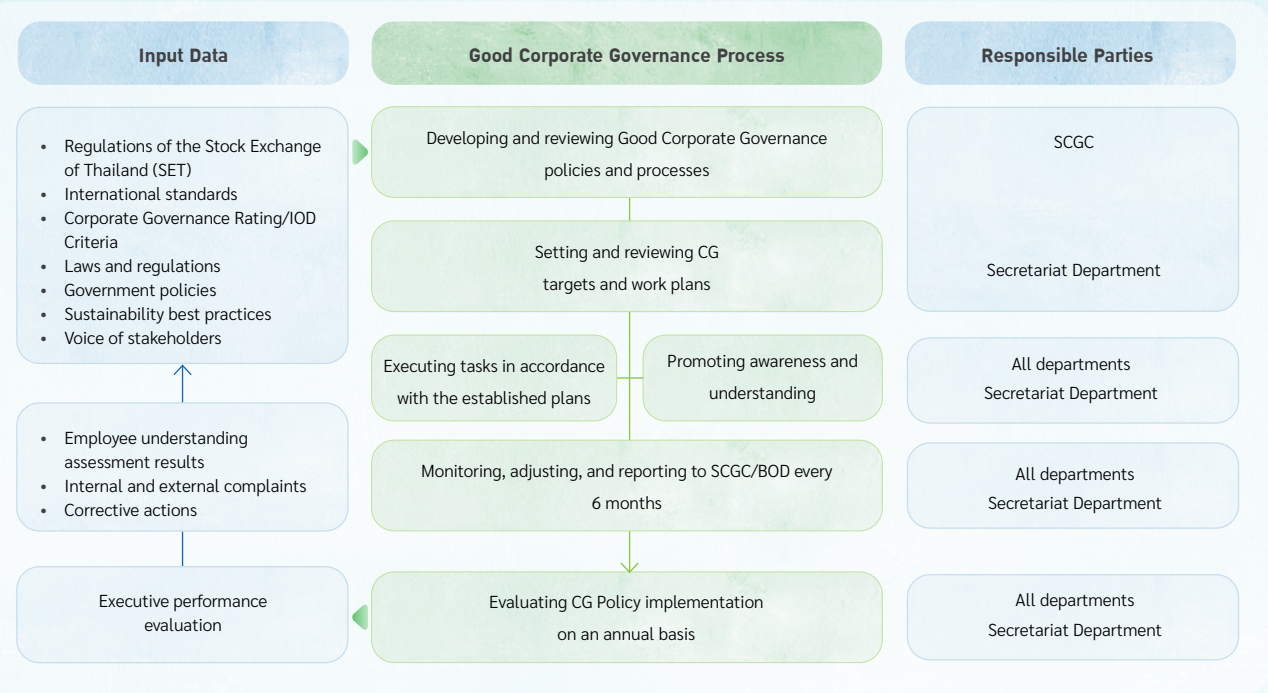 Input Data
Good Corporate Governance Process
Responsible Parties
• Regulations of the Stock Exchange
of Thailand (SET)
• International standards
• Corporate Governance Rating/IOD
Criteria
• Laws and regulations
• Government policies
• Sustainability best practices
• Voice of stakeholders
• Employee understanding
assessment results
• Internal and external complaints
• Corrective actions
Executive performance
evaluation
Developing and reviewing Good Corporate Governance
policies and processes
Setting and reviewing CG
targets and work plans
Executing tasks in accordance
with the established plans
Promoting awareness and
understanding
Monitoring, adjusting, and reporting to SCGC/BOD every
6 months
Evaluating CG Policy implementation
on an annual basis
SCGC
Secretariat Department
All departments
Secretariat Department
All departments
Secretariat Department
All departments
Secretariat Department